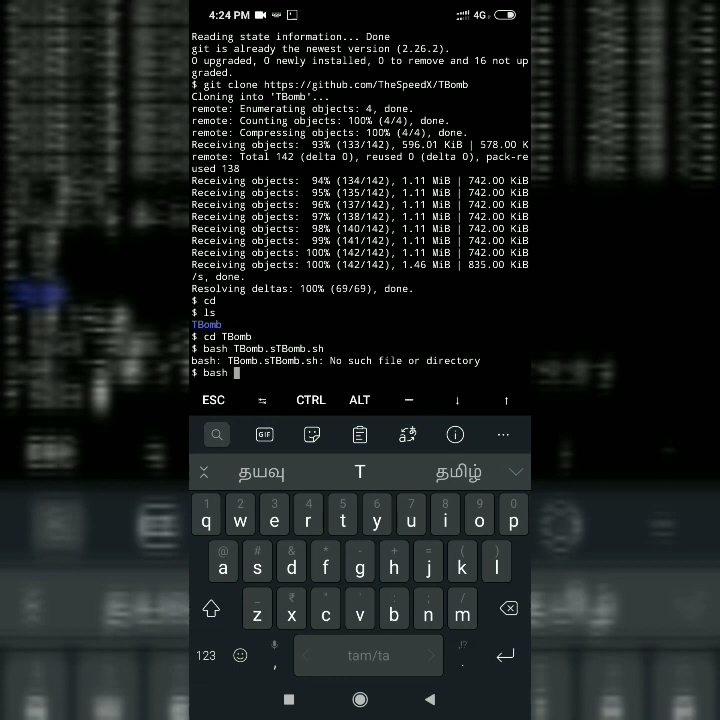 4:24 PM 4G
Reading state information... Done
git is already the newest version (2.26.2).
0 upgraded, 0 newly installed, 0 to remove and 16 not up
graded.
$ git clone https://github.com/TheSpeedX/TBomb
Cloning into 'TBomb'...
remote: Enumerating objects: 4, done.
remote: Counting objects: 100% (4/4), done.
remote: Compressing objects: 100% (4/4), done.
Receiving objects:  93% (133/142), 596.01 KiB | 578.00 K
remote: Total 142 (delta 0), reused 0 (delta 0), pack-re
used 138
Receiving objects:  94% (134/142), 1.11 MiB | 742.00 KiB
Receiving objects:  95% (135/142), 1.11 MiB | 742.00 KiB
Receiving objects:  96% (137/142), 1.11 MiB | 742.00 KiB
Receiving objects:  97% (138/142), 1.11 MiB | 742.00 KiB
Receiving objects:  98% (140/142), 1.11 MiB | 742.00 KiB
Receiving objects:  99% (141/142), 1.11 MiB | 742.00 KiB
Receiving objects: 100% (142/142), 1.11 MiB | 742.00 KiB
Receiving objects: 100% (142/142), 1.46 MiB | 835.00 KiB
/s, done.
Resolving deltas: 100% (69/69), done.
$ cd
$ ls
TBomb
$ cd TBomb
$ bash TBomb.sTBomb.sh
bash: TBomb.sTBomb.sh: No such file or directory
$ bash
ESC ⇆ CTRL ALT — ↓ ↑
GIF aあ
தயவு T தமிழ்
1 2 3 4 5 6 7 8 9 0
q w e r t y u i o p
@ # & * - + = ( )
a s d f g h j k l
_ ₹ " ' : ; /
z x c v b n m
123 , tam/ta ,!? .